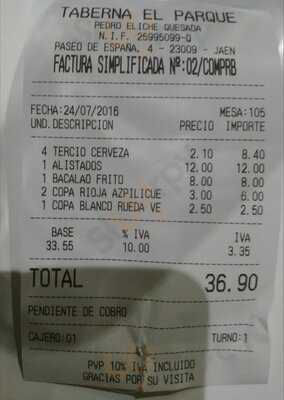 TABERNA EL PARQUE
PEDRO ELICHE QUESADA
N.I.F. 25995099-Q
PASEO DE ESPAÑA, 4 - 23009 - JAEN
FACTURA SIMPLIFICADA Nº:02/COMPRB
FECHA:24/07/2016 MESA:105
UND.DESCRIPCION PRECIO IMPORTE
4 TERCIO CERVEZA 2.10 8.40
1 ALISTADOS 12.00 12.00
1 BACALAO FRITO 8.00 8.00
2 COPA RIOJA AZPILICUE 3.00 6.00
1 COPA BLANCO RUEDA VE 2.50 2.50
BASE % IVA IVA
33.55 10.00 3.35
TOTAL 36.90
PENDIENTE DE COBRO
CAJERO:01 TURNO:1
PVP 10% IVA INCLUIDO
GRACIAS POR SU VISITA